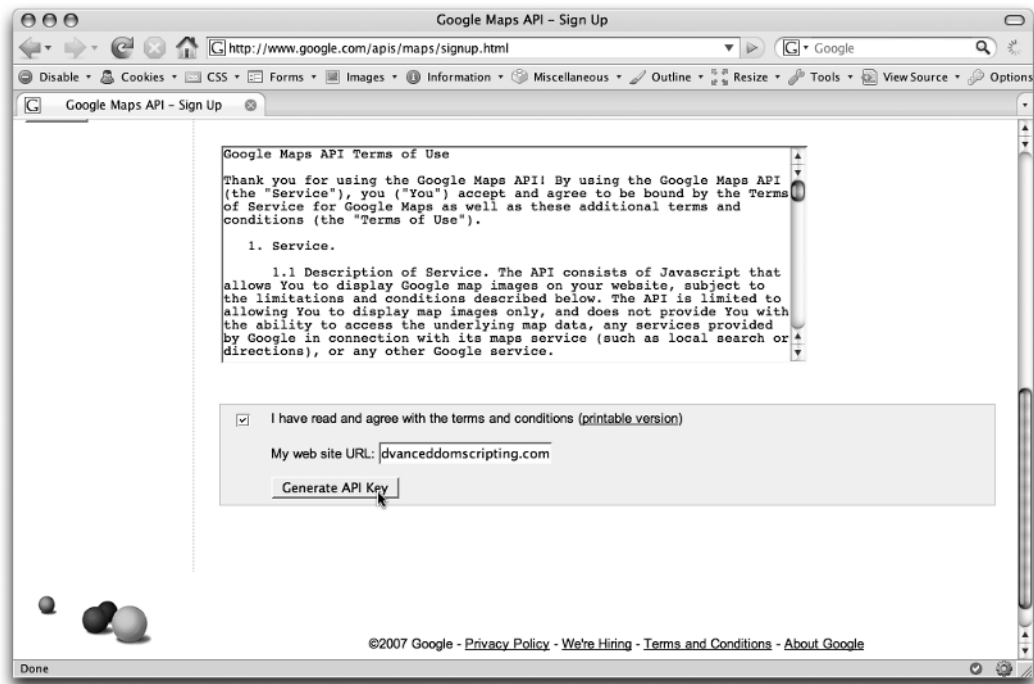 Google Maps API – Sign Up
G http://www.google.com/apis/maps/signup.html
G Google
Disable Cookies CSS Forms Images Information Miscellaneous Outline Resize Tools View Source Options
G Google Maps API – Sign Up
Google Maps API Terms of Use
Thank you for using the Google Maps API! By using the Google Maps API
(the "Service"), you ("You") accept and agree to be bound by the Terms
of Service for Google Maps as well as these additional terms and
conditions (the "Terms of Use").
1. Service.
1.1 Description of Service. The API consists of Javascript that
allows You to display Google map images on your website, subject to
the limitations and conditions described below. The API is limited to
allowing You to display map images only, and does not provide You with
the ability to access the underlying map data, any services provided
by Google in connection with its maps service (such as local search or
directions), or any other Google service.
I have read and agree with the terms and conditions (printable version)
My web site URL: dvanceddomscripting.com
Generate API Key
©2007 Google - Privacy Policy - We're Hiring - Terms and Conditions - About Google
Done